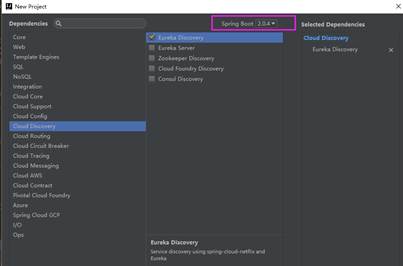 New Project
Dependencies
Spring Boot 2.0.4
Selected Dependencies
Core
Web
Template Engines
SQL
NoSQL
Integration
Cloud Core
Cloud Support
Cloud Config
Cloud Discovery
Cloud Routing
Cloud Circuit Breaker
Cloud Tracing
Cloud Messaging
Cloud AWS
Cloud Contract
Pivotal Cloud Foundry
Azure
Spring Cloud GCP
I/O
Ops
Eureka Discovery
Eureka Server
Zookeeper Discovery
Cloud Foundry Discovery
Consul Discovery
Eureka Discovery
Service discovery using spring-cloud-netflix and
Eureka
Cloud Discovery
Eureka Discovery